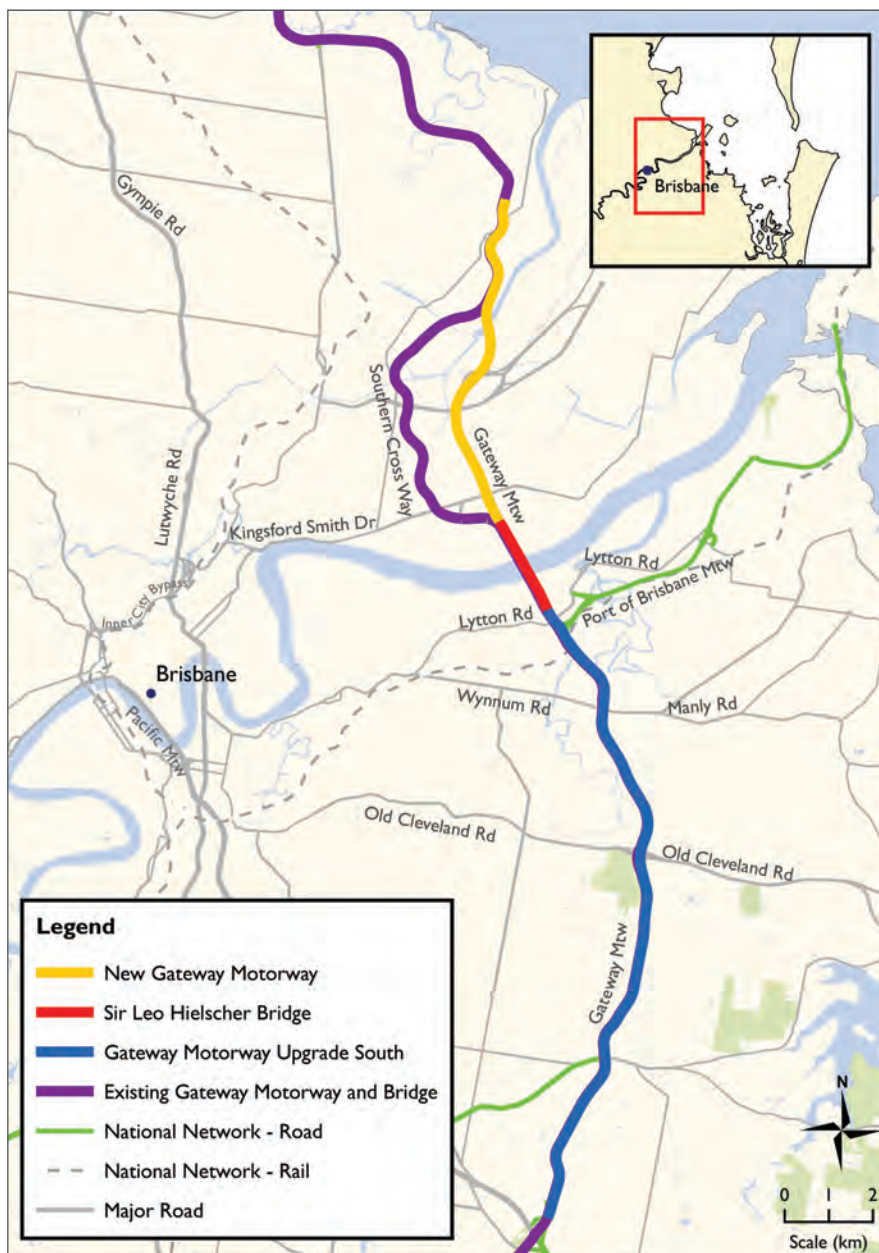 Brisbane
Gympie Rd
Southern Cross Way
Gateway Mtw
Lutwyche Rd
Kingsford Smith Dr
Lytton Rd
Port of Brisbane Mtw
Inner City Bypass
Lytton Rd
Brisbane
Wynnum Rd
Manly Rd
Pacific Mtw
Old Cleveland Rd
Old Cleveland Rd
Gateway Mtw
Legend
New Gateway Motorway
Sir Leo Hielscher Bridge
Gateway Motorway Upgrade South
Existing Gateway Motorway and Bridge
National Network - Road
National Network - Rail
Major Road
N
0 1 2
Scale (km)